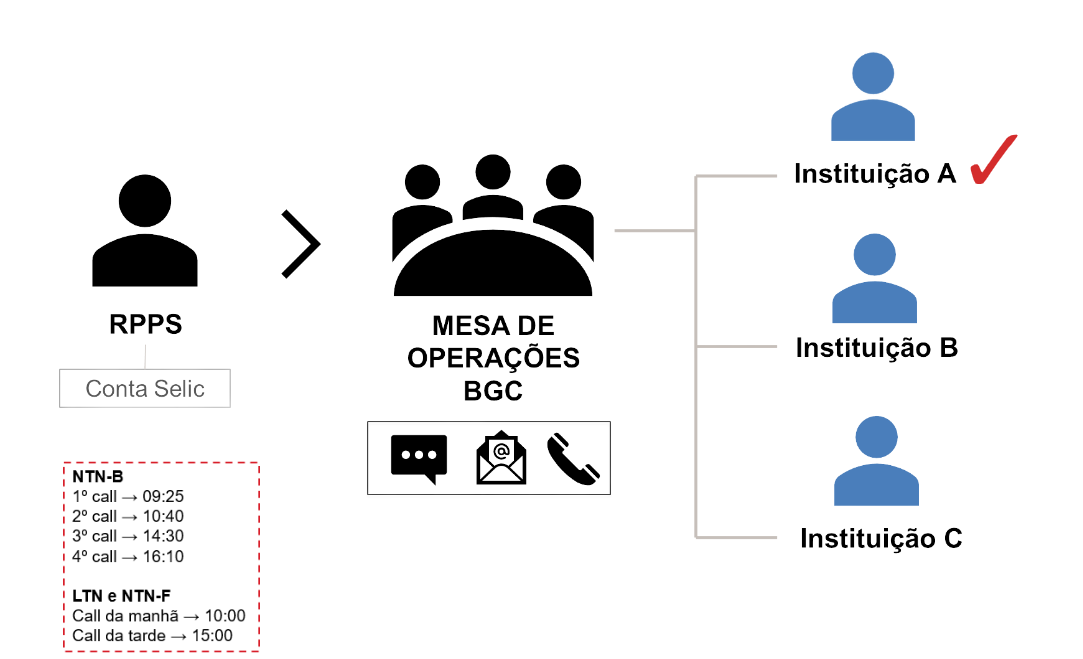 Instituição A
RPPS
MESA DE
OPERAÇÕES
BGC
Instituição B
Conta Selic
@
NTN-B
1º call → 09:25
2º call → 10:40
3º call → 14:30
4º call → 16:10
Instituição C
LTN e NTN-F
Call da manhã → 10:00
Call da tarde → 15:00